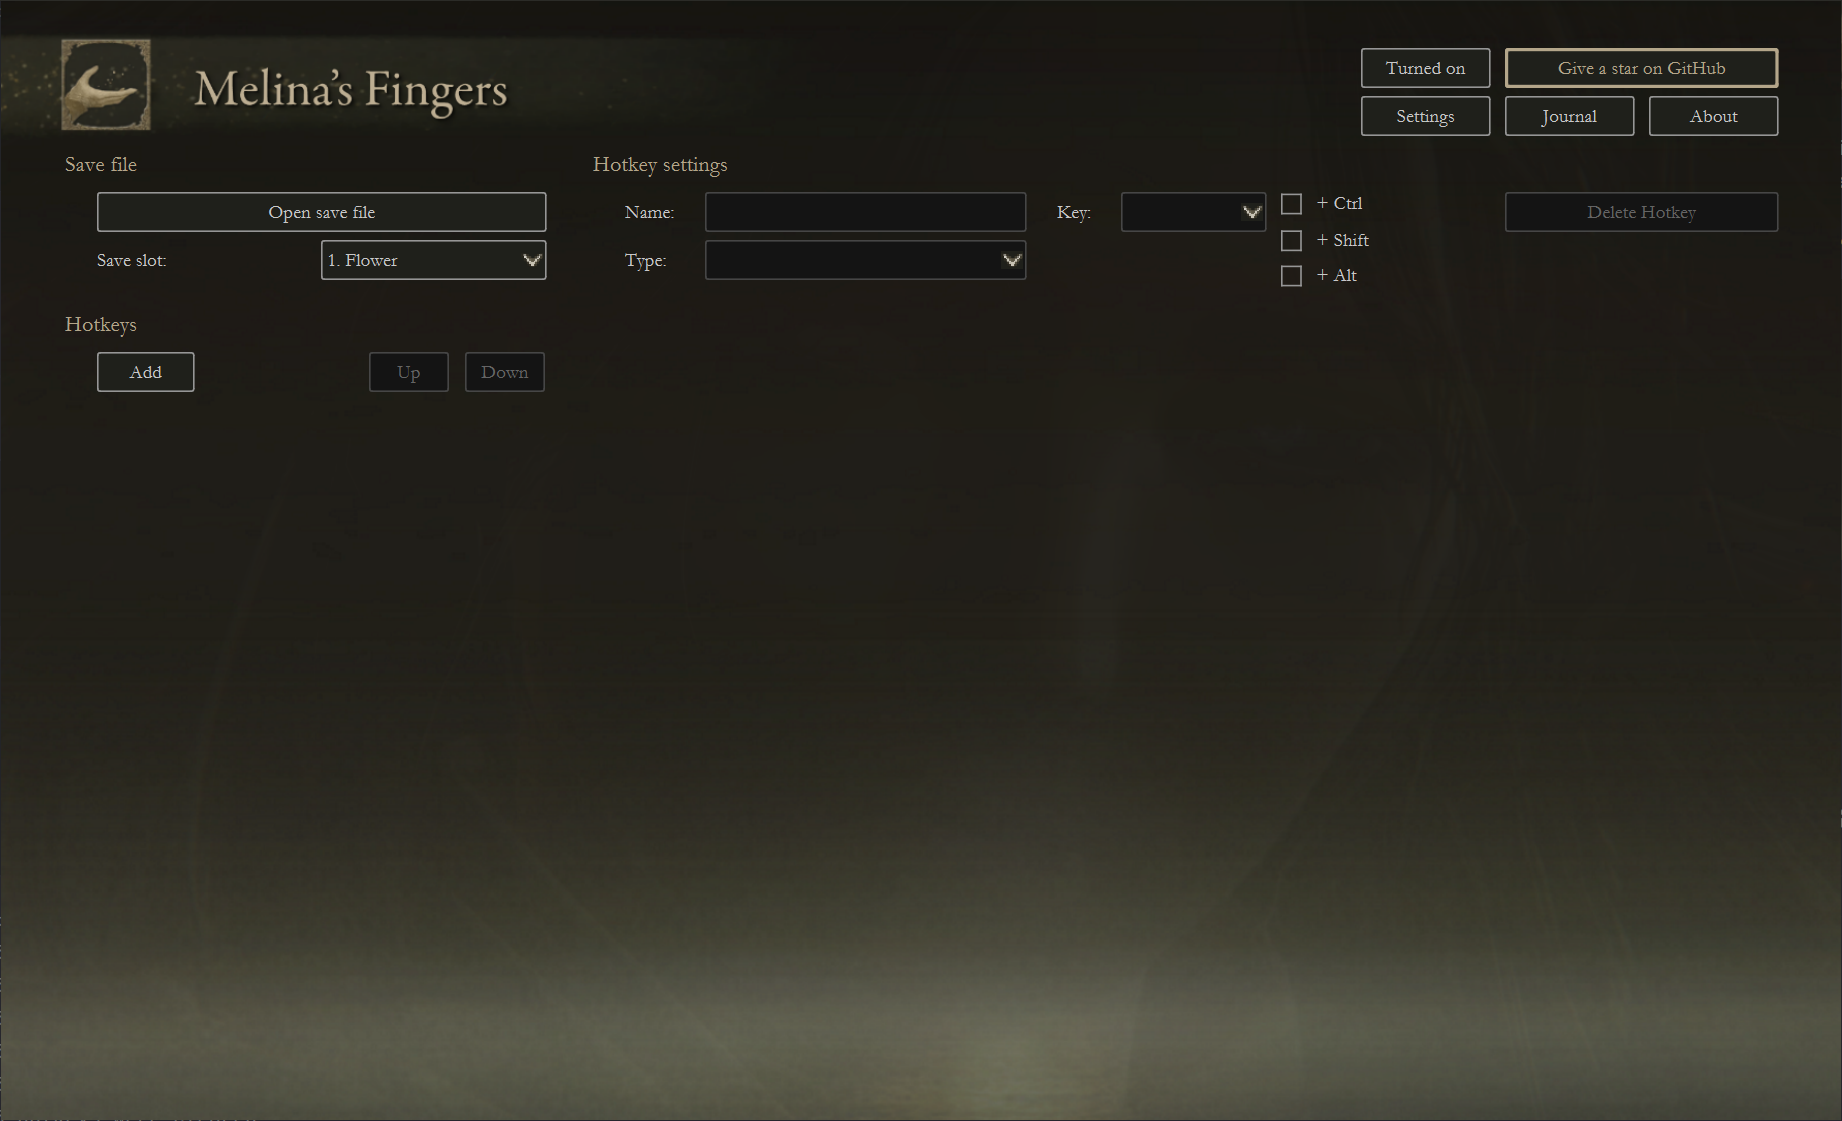 Melina's Fingers
Turned on
Give a star on GitHub
Settings
Journal
About
Save file
Open save file
Save slot:
1. Flower
Hotkey settings
Name:
Key:
+ Ctrl
+ Shift
+ Alt
Delete Hotkey
Type:
Hotkeys
Add
Up
Down